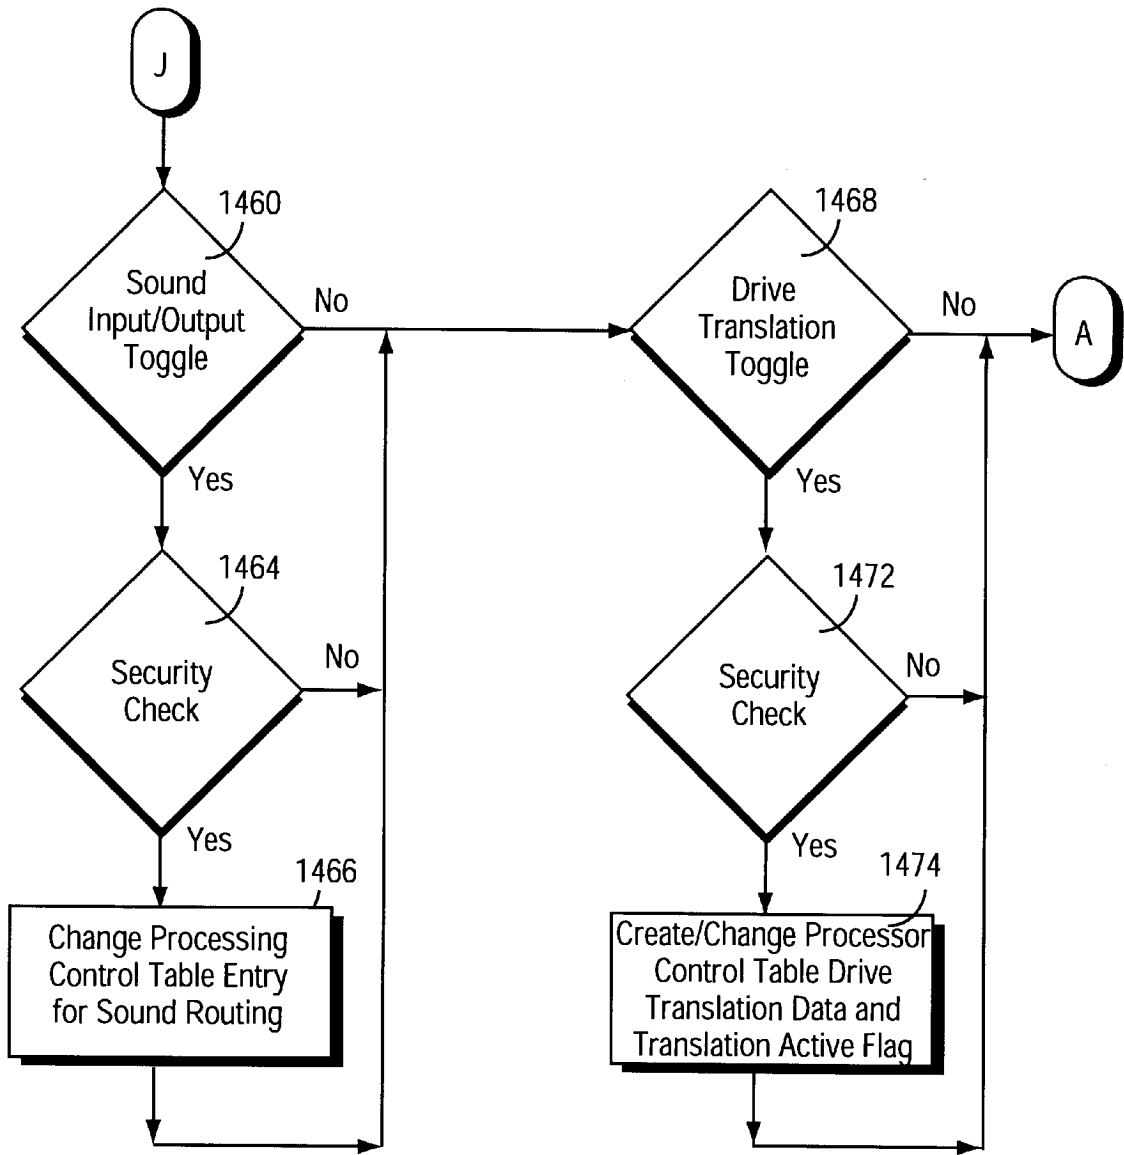 J
1460
Sound
Input/Output
Toggle
No
Yes
1464
Security
Check
No
Yes
1466
Change Processing
Control Table Entry
for Sound Routing
1468
Drive
Translation
Toggle
No
A
Yes
1472
Security
Check
No
Yes
1474
Create/Change Processor
Control Table Drive
Translation Data and
Translation Active Flag